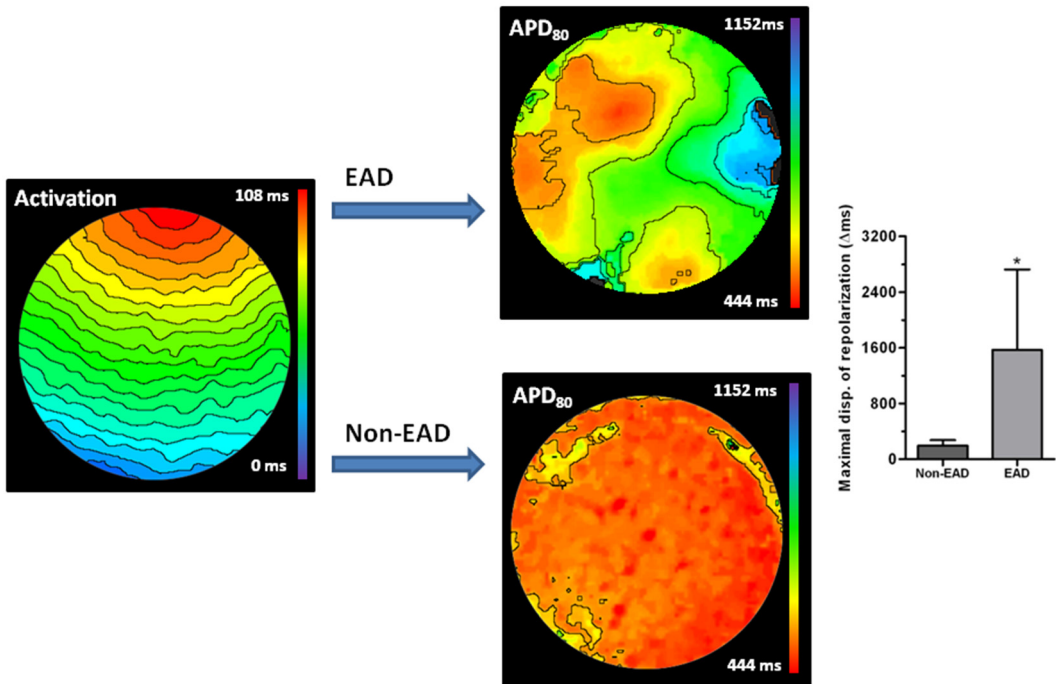 Activation
108 ms
0 ms
EAD
Non-EAD
APD80
1152ms
444 ms
APD80
1152 ms
444 ms
Maximal disp. of repolarization (Δms)
3200
2400
1600
800
0
*
Non-EAD
EAD